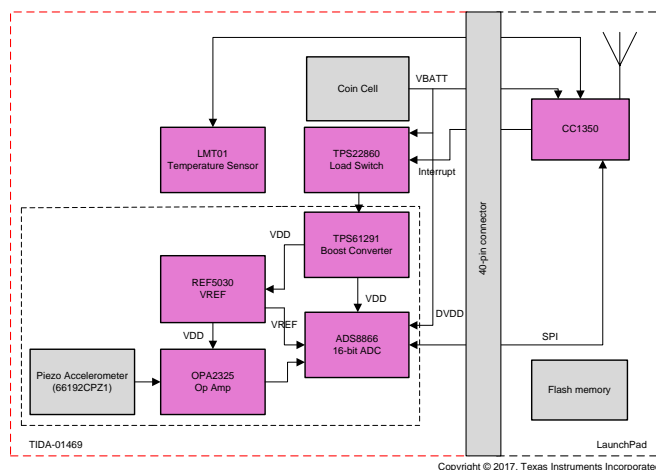 VBATT
Coin Cell
CC1350
LMT01
Temperature Sensor
TPS22860
Load Switch
Interrupt
40-pin connector
TPS61291
Boost Converter
VDD
REF5030
VREF
VDD
DVDD
VREF
ADS8866
16-bit ADC
VDD
SPI
Piezo Accelerometer
(66192CPZ1)
OPA2325
Op Amp
Flash memory
TIDA-01469
LaunchPad
Copyright © 2017, Texas Instruments Incorporate